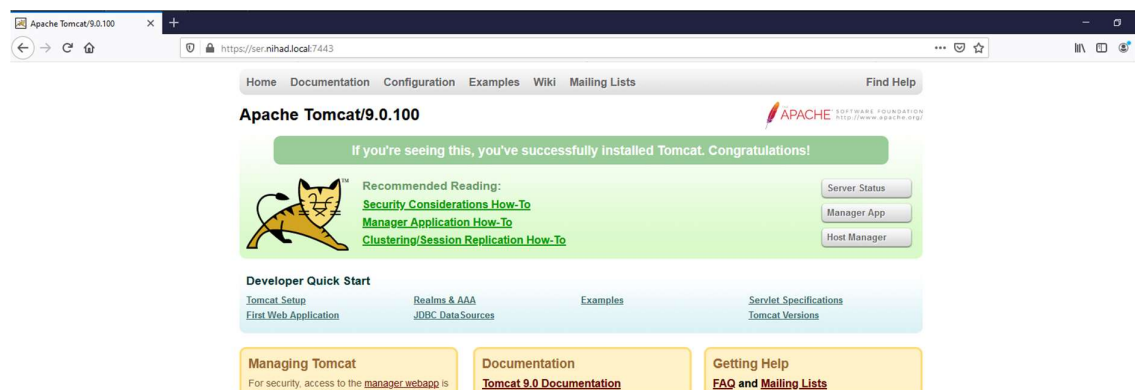 Apache Tomcat/9.0.100
https://ser.nihad.local:7443
Home Documentation Configuration Examples Wiki Mailing Lists Find Help
Apache Tomcat/9.0.100
APACHE SOFTWARE FOUNDATION
http://www.apache.org/
If you're seeing this, you've successfully installed Tomcat. Congratulations!
TM
Recommended Reading:
Security Considerations How-To
Manager Application How-To
Clustering/Session Replication How-To
Server Status
Manager App
Host Manager
Developer Quick Start
Tomcat Setup
First Web Application
Realms & AAA
JDBC DataSources
Examples
Servlet Specifications
Tomcat Versions
Managing Tomcat
For security, access to the manager webapp is
Documentation
Tomcat 9.0 Documentation
Getting Help
FAQ and Mailing Lists